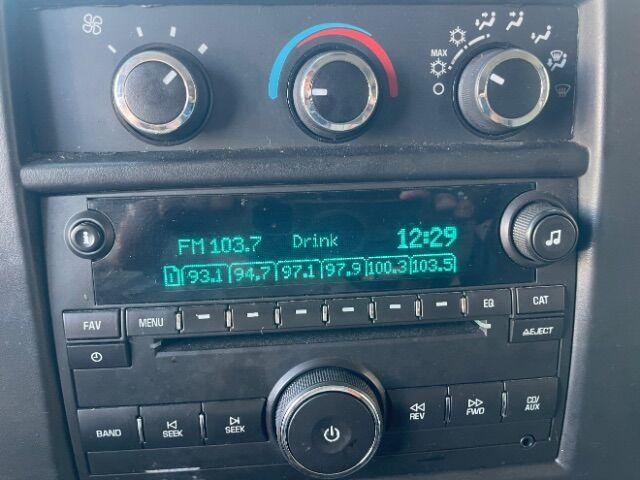 MAX
FM 103.7 Drink 12:29
1 93.1 94.7 97.1 97.9 100.3 103.5
FAV MENU EQ CAT
EJECT
BAND SEEK SEEK REV FWD CD/AUX